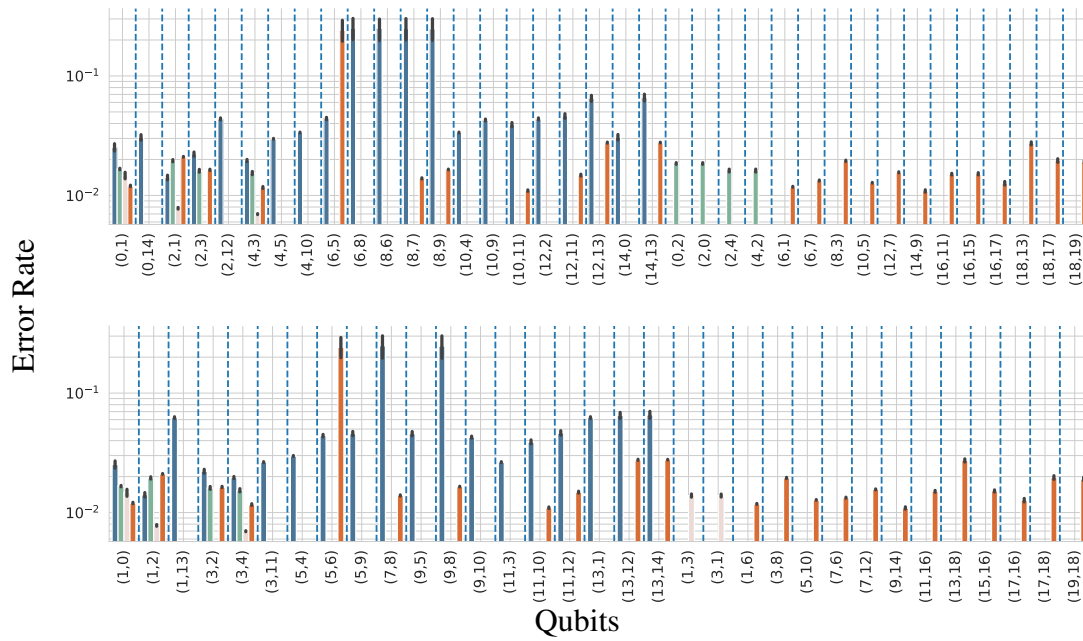 Error Rate
10⁻¹
10⁻²
(0,1) (0,14) (2,1) (2,3) (2,12) (4,3) (4,5) (4,10) (6,5) (6,8) (8,6) (8,7) (8,9) (10,4) (10,9) (10,11) (12,2) (12,11) (12,13) (14,0) (14,13) (0,2) (2,0) (2,4) (4,2) (6,1) (6,7) (8,3) (10,5) (12,7) (14,9) (16,11) (16,15) (16,17) (18,13) (18,17) (18,19)
10⁻¹
10⁻²
(1,0) (1,2) (1,13) (3,2) (3,4) (3,11) (5,4) (5,6) (5,9) (7,8) (9,5) (9,8) (9,10) (11,3) (11,10) (11,12) (13,1) (13,12) (13,14) (1,3) (3,1) (1,6) (3,8) (5,10) (7,6) (7,12) (9,14) (11,16) (13,18) (15,16) (17,16) (17,18) (19,18)
Qubits